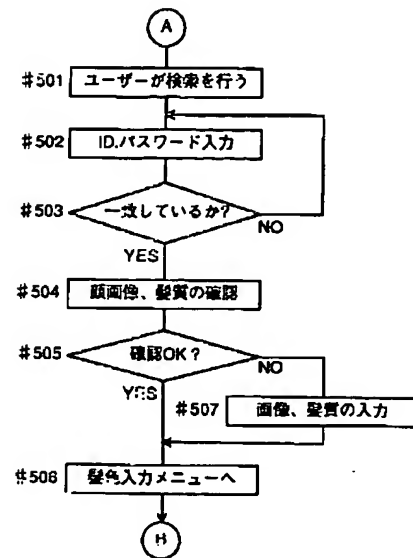 A
#501 ユーザーが検索を行う
#502 ID.パスワード入力
#503 一致しているか?
NO
YES
#504 顔画像、髪質の確認
#505 確認OK?
NO
YES
#507 画像、髪質の入力
#506 髪色入力メニューへ
B